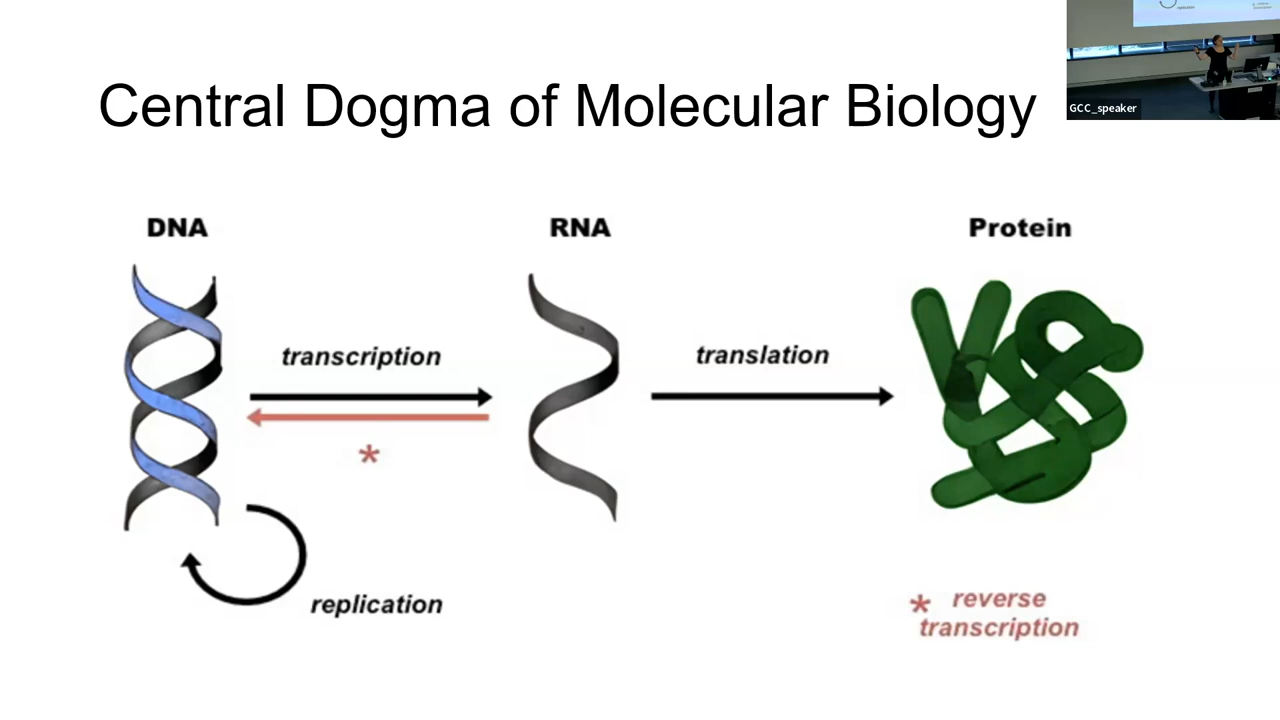 Central Dogma of Molecular Biology
GCC_speaker
DNA
RNA
Protein
transcription
translation
*
replication
* reverse
transcription